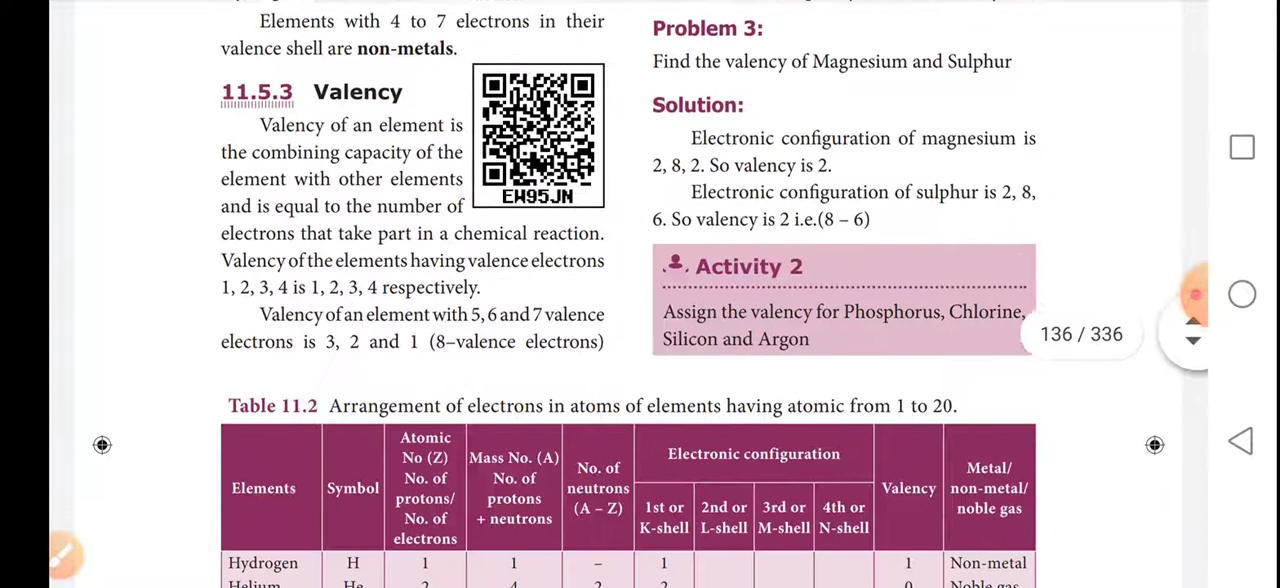 Elements with 4 to 7 electrons in their
valence shell are non-metals.
11.5.3 Valency
Valency of an element is
the combining capacity of the
element with other elements
and is equal to the number of
electrons that take part in a chemical reaction.
Valency of the elements having valence electrons
1, 2, 3, 4 is 1, 2, 3, 4 respectively.
Valency of an element with 5, 6 and 7 valence
electrons is 3, 2 and 1 (8–valence electrons)
EW95JN
Problem 3:
Find the valency of Magnesium and Sulphur
Solution:
Electronic configuration of magnesium is
2, 8, 2. So valency is 2.
Electronic configuration of sulphur is 2, 8,
6. So valency is 2 i.e.(8 – 6)
Activity 2
Assign the valency for Phosphorus, Chlorine,
Silicon and Argon
136 / 336
Table 11.2 Arrangement of electrons in atoms of elements having atomic from 1 to 20.
Elements
Symbol
Atomic
No (Z)
No. of
protons/
No. of
electrons
Mass No. (A)
No. of
protons
+ neutrons
No. of
neutrons
(A – Z)
Electronic configuration
1st or
K-shell
2nd or
L-shell
3rd or
M-shell
4th or
N-shell
Valency
Metal/
non-metal/
noble gas
Hydrogen H 1 1 – 1 1 Non-metal
Helium He 2 4 2 2 0 Noble gas